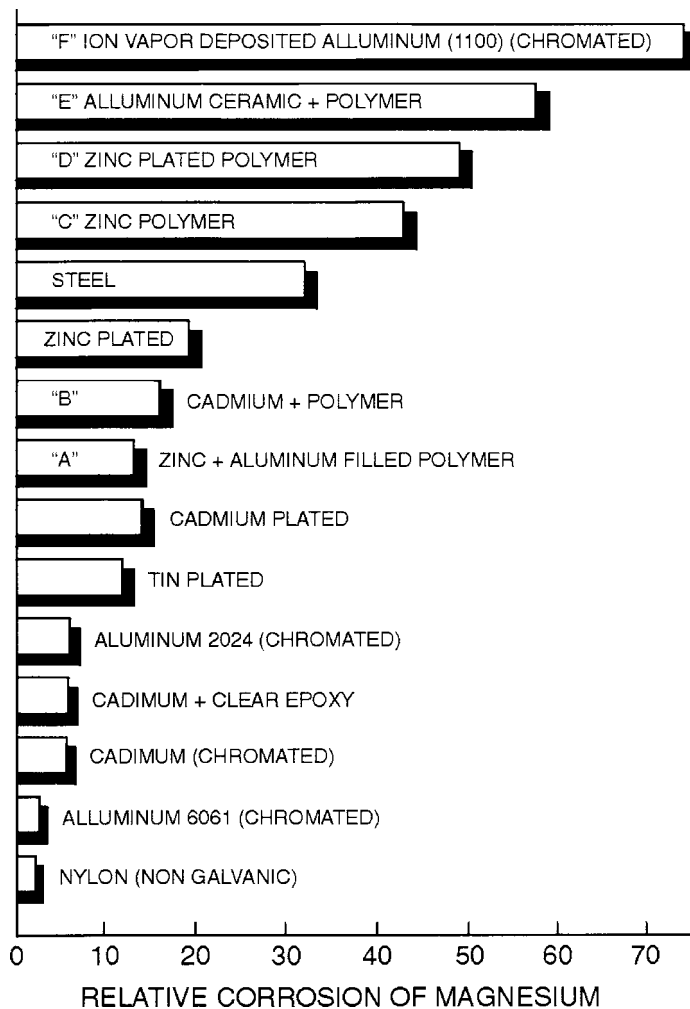 “F” ION VAPOR DEPOSITED ALLUMINUM (1100) (CHROMATED)
“E” ALLUMINUM CERAMIC + POLYMER
“D” ZINC PLATED POLYMER
“C” ZINC POLYMER
STEEL
ZINC PLATED
“B” CADMIUM + POLYMER
“A” ZINC + ALUMINUM FILLED POLYMER
CADMIUM PLATED
TIN PLATED
ALUMINUM 2024 (CHROMATED)
CADIMUM + CLEAR EPOXY
CADIMUM (CHROMATED)
ALLUMINUM 6061 (CHROMATED)
NYLON (NON GALVANIC)
0 10 20 30 40 50 60 70
RELATIVE CORROSION OF MAGNESIUM